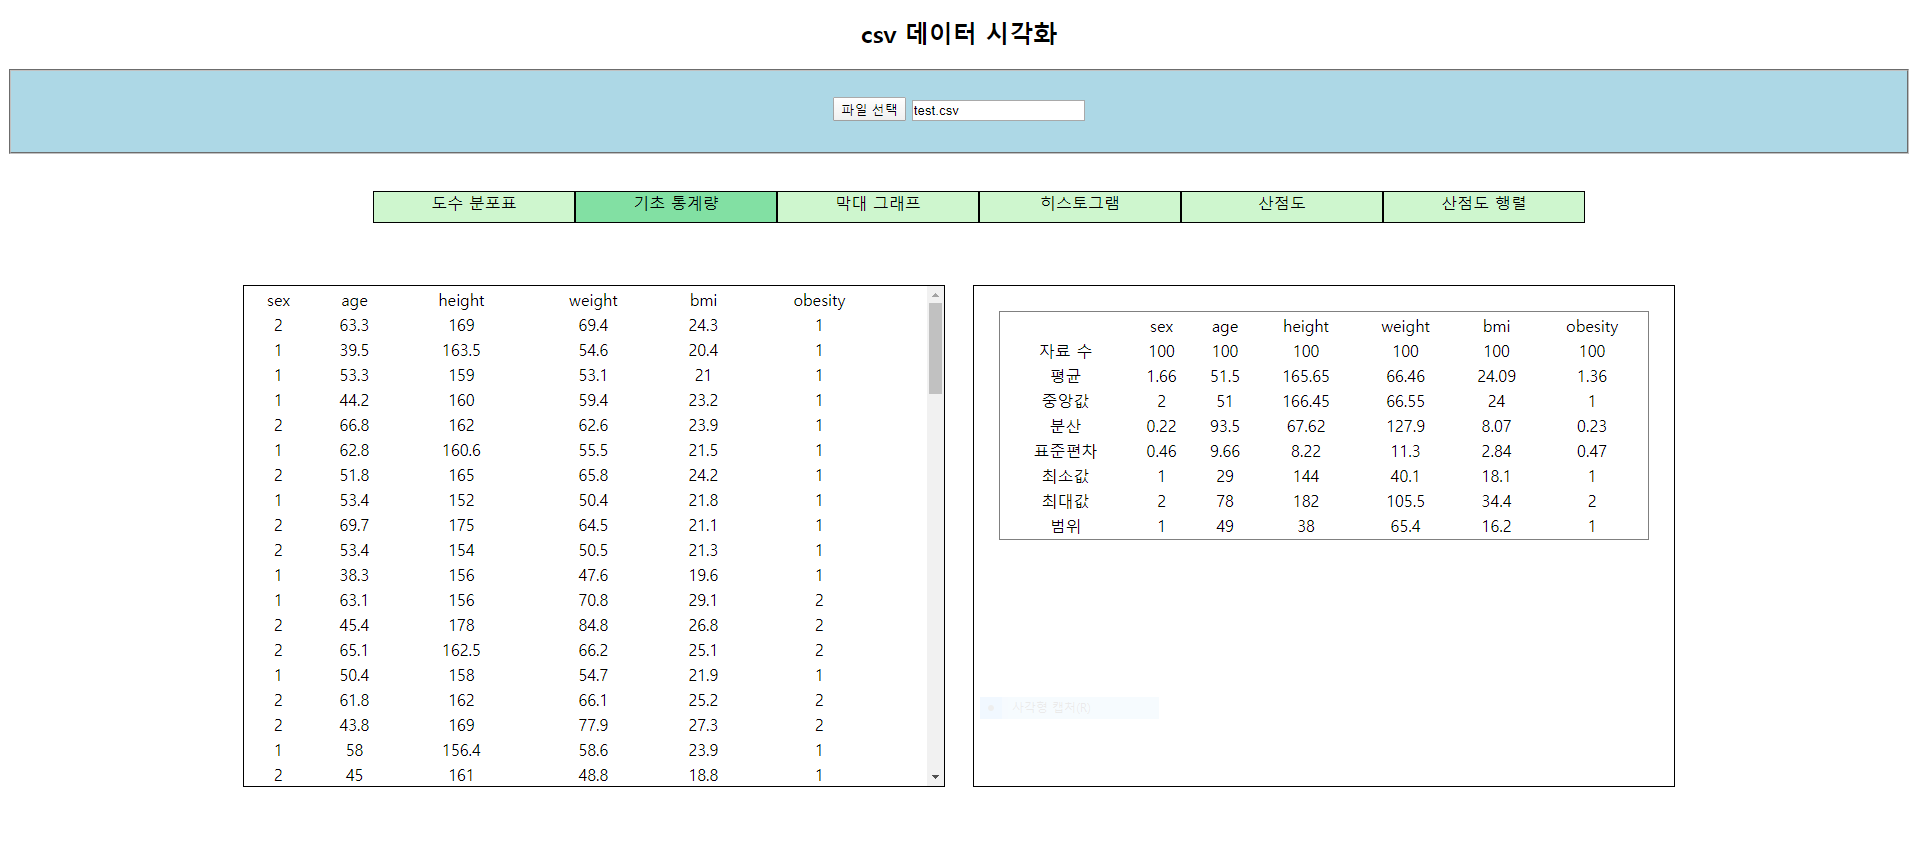 csv 데이터 시각화
파일 선택 test.csv
도수 분포표 기초 통계량 막대 그래프 히스토그램 산점도 산점도 행렬
sex age height weight bmi obesity
2 63.3 169 69.4 24.3 1
1 39.5 163.5 54.6 20.4 1
1 53.3 159 53.1 21 1
1 44.2 160 59.4 23.2 1
2 66.8 162 62.6 23.9 1
1 62.8 160.6 55.5 21.5 1
2 51.8 165 65.8 24.2 1
1 53.4 152 50.4 21.8 1
2 69.7 175 64.5 21.1 1
2 53.4 154 50.5 21.3 1
1 38.3 156 47.6 19.6 1
1 63.1 156 70.8 29.1 2
2 45.4 178 84.8 26.8 2
2 65.1 162.5 66.2 25.1 2
1 50.4 158 54.7 21.9 1
2 61.8 162 66.1 25.2 2
2 43.8 169 77.9 27.3 2
1 58 156.4 58.6 23.9 1
2 45 161 48.8 18.8 1
sex age height weight bmi obesity
자료 수 100 100 100 100 100 100
평균 1.66 51.5 165.65 66.46 24.09 1.36
중앙값 2 51 166.45 66.55 24 1
분산 0.22 93.5 67.62 127.9 8.07 0.23
표준편차 0.46 9.66 8.22 11.3 2.84 0.47
최소값 1 29 144 40.1 18.1 1
최대값 2 78 182 105.5 34.4 2
범위 1 49 38 65.4 16.2 1
사각형 캡처(R)